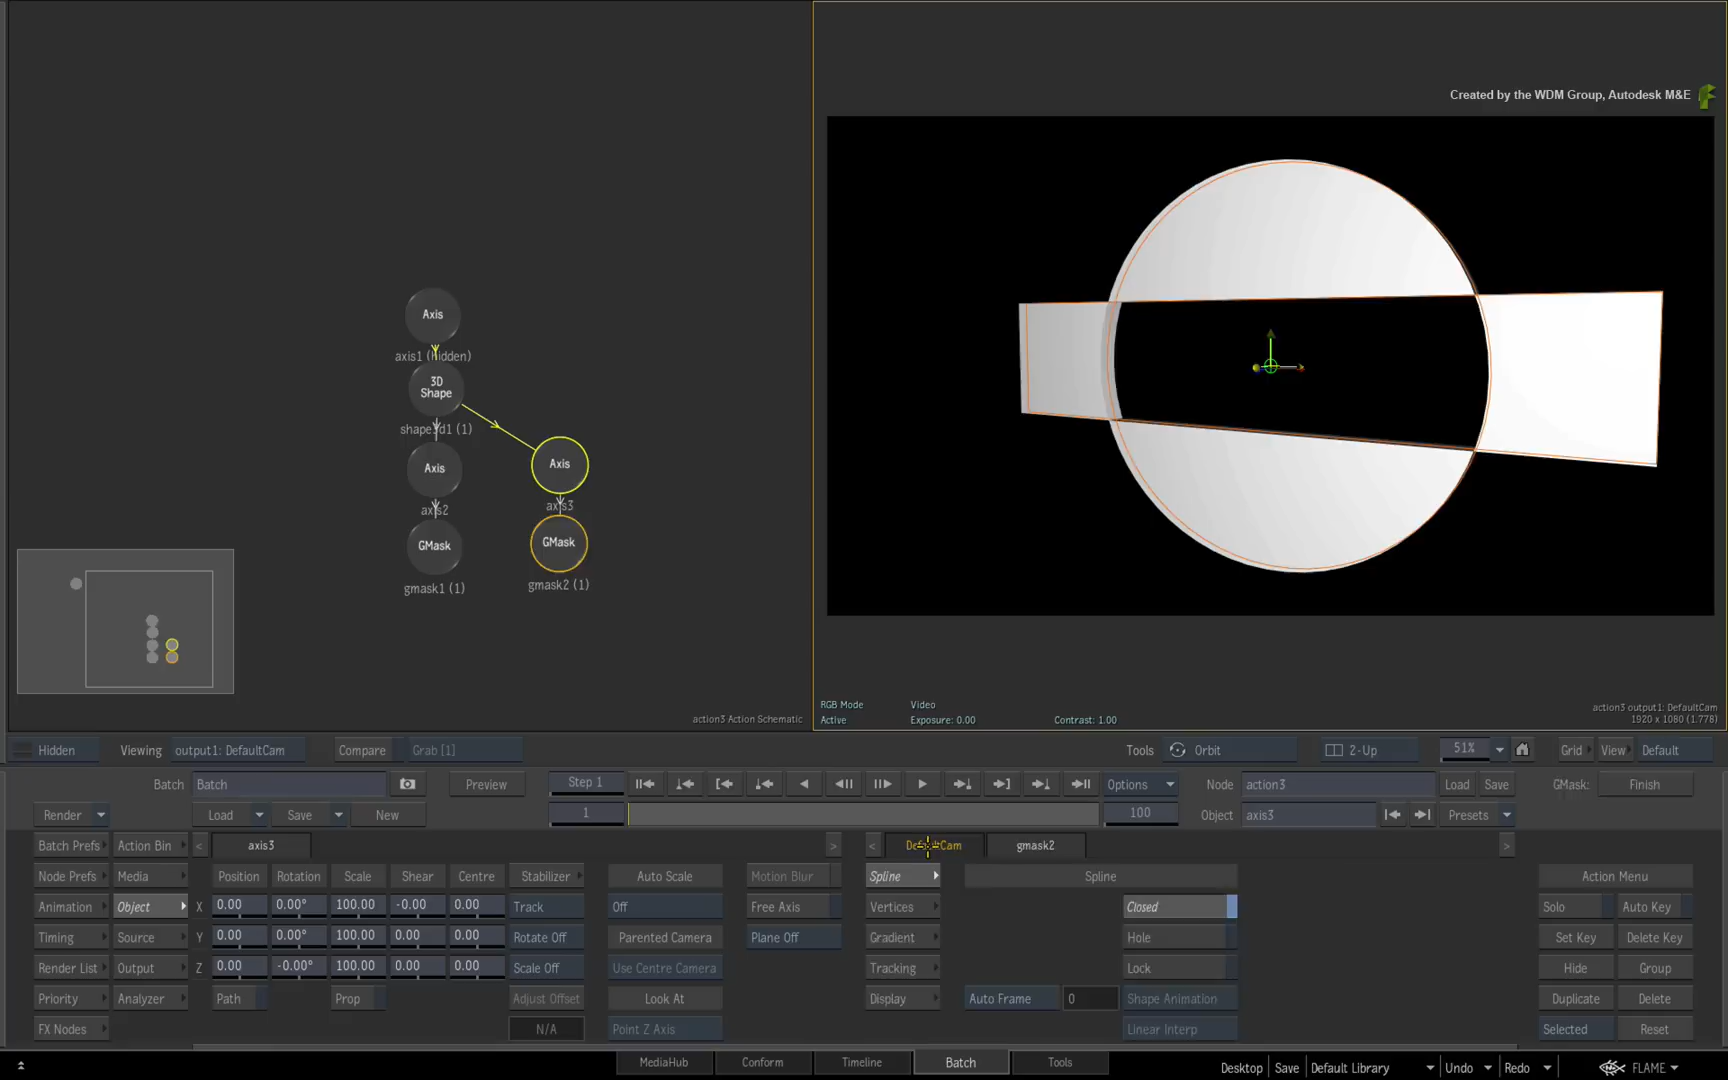 Created by the WDM Group, Autodesk M&E
Axis
axis1 (hidden)
3D
Shape
shape3d1 (1)
Axis
axis2
GMask
gmask1 (1)
Axis
axis3
GMask
gmask2 (1)
action3 Action Schematic
RGB Mode
Active
Video
Exposure: 0.00
Contrast: 1.00
action3 output1: DefaultCam
1920 x 1080 (1.778)
Hidden Viewing output1: DefaultCam Compare Grab [1] Tools Orbit 2-Up 51% Grid View Default
Batch Batch Preview Step 1 Options Node action3 Load Save GMask: Finish
Render Load Save New 1 100 Object axis3 Presets
Batch Prefs Action Bin < axis3 > < DefaultCam gmask2 >
Node Prefs Media Position Rotation Scale Shear Centre Stabilizer Auto Scale Motion Blur Spline Spline Action Menu
Animation Object X 0.00 0.00° 100.00 -0.00 0.00 Track Off Free Axis Vertices Closed Solo Auto Key
Timing Source Y 0.00 0.00° 100.00 0.00 0.00 Rotate Off Parented Camera Plane Off Gradient Hole Set Key Delete Key
Render List Output Z 0.00 -0.00° 100.00 0.00 0.00 Scale Off Use Centre Camera Tracking Lock Hide Group
Priority Analyzer Path Prop Adjust Offset Look At Display Auto Frame 0 Shape Animation Duplicate Delete
FX Nodes N/A Point Z Axis Linear Interp Selected Reset
MediaHub Conform Timeline Batch Tools Desktop Save Default Library Undo Redo FLAME